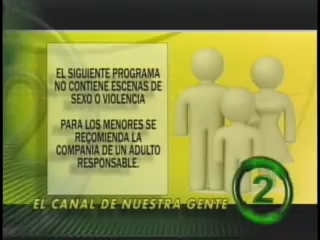 EL SIGUIENTE PROGRAMA
NO CONTIENE ESCENAS DE
SEXO O VIOLENCIA
PARA LOS MENORES SE
RECOMIENDA LA
COMPAÑIA DE UN ADULTO
RESPONSABLE.
2
EL CANAL DE NUESTRA GENTE